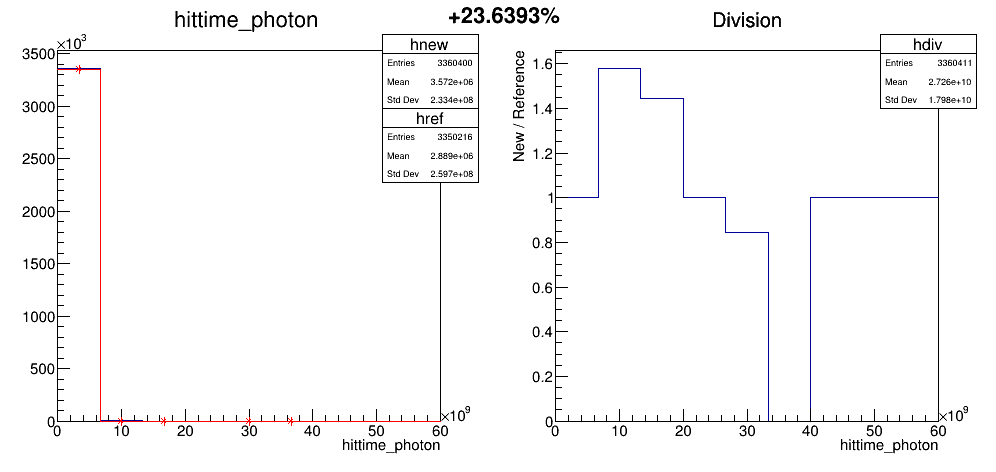 +23.6393%
hittime_photon
×10³
3500
3000
2500
2000
1500
1000
500
0
0 10 20 30 40 50 60
×10⁹
hittime_photon
hnew
Entries 3360400
Mean 3.572e+06
Std Dev 2.334e+08
href
Entries 3350216
Mean 2.889e+06
Std Dev 2.597e+08
Division
New / Reference
1.6
1.4
1.2
1
0.8
0.6
0.4
0.2
0
0 10 20 30 40 50 60
×10⁹
hittime_photon
hdiv
Entries 3360411
Mean 2.726e+10
Std Dev 1.798e+10